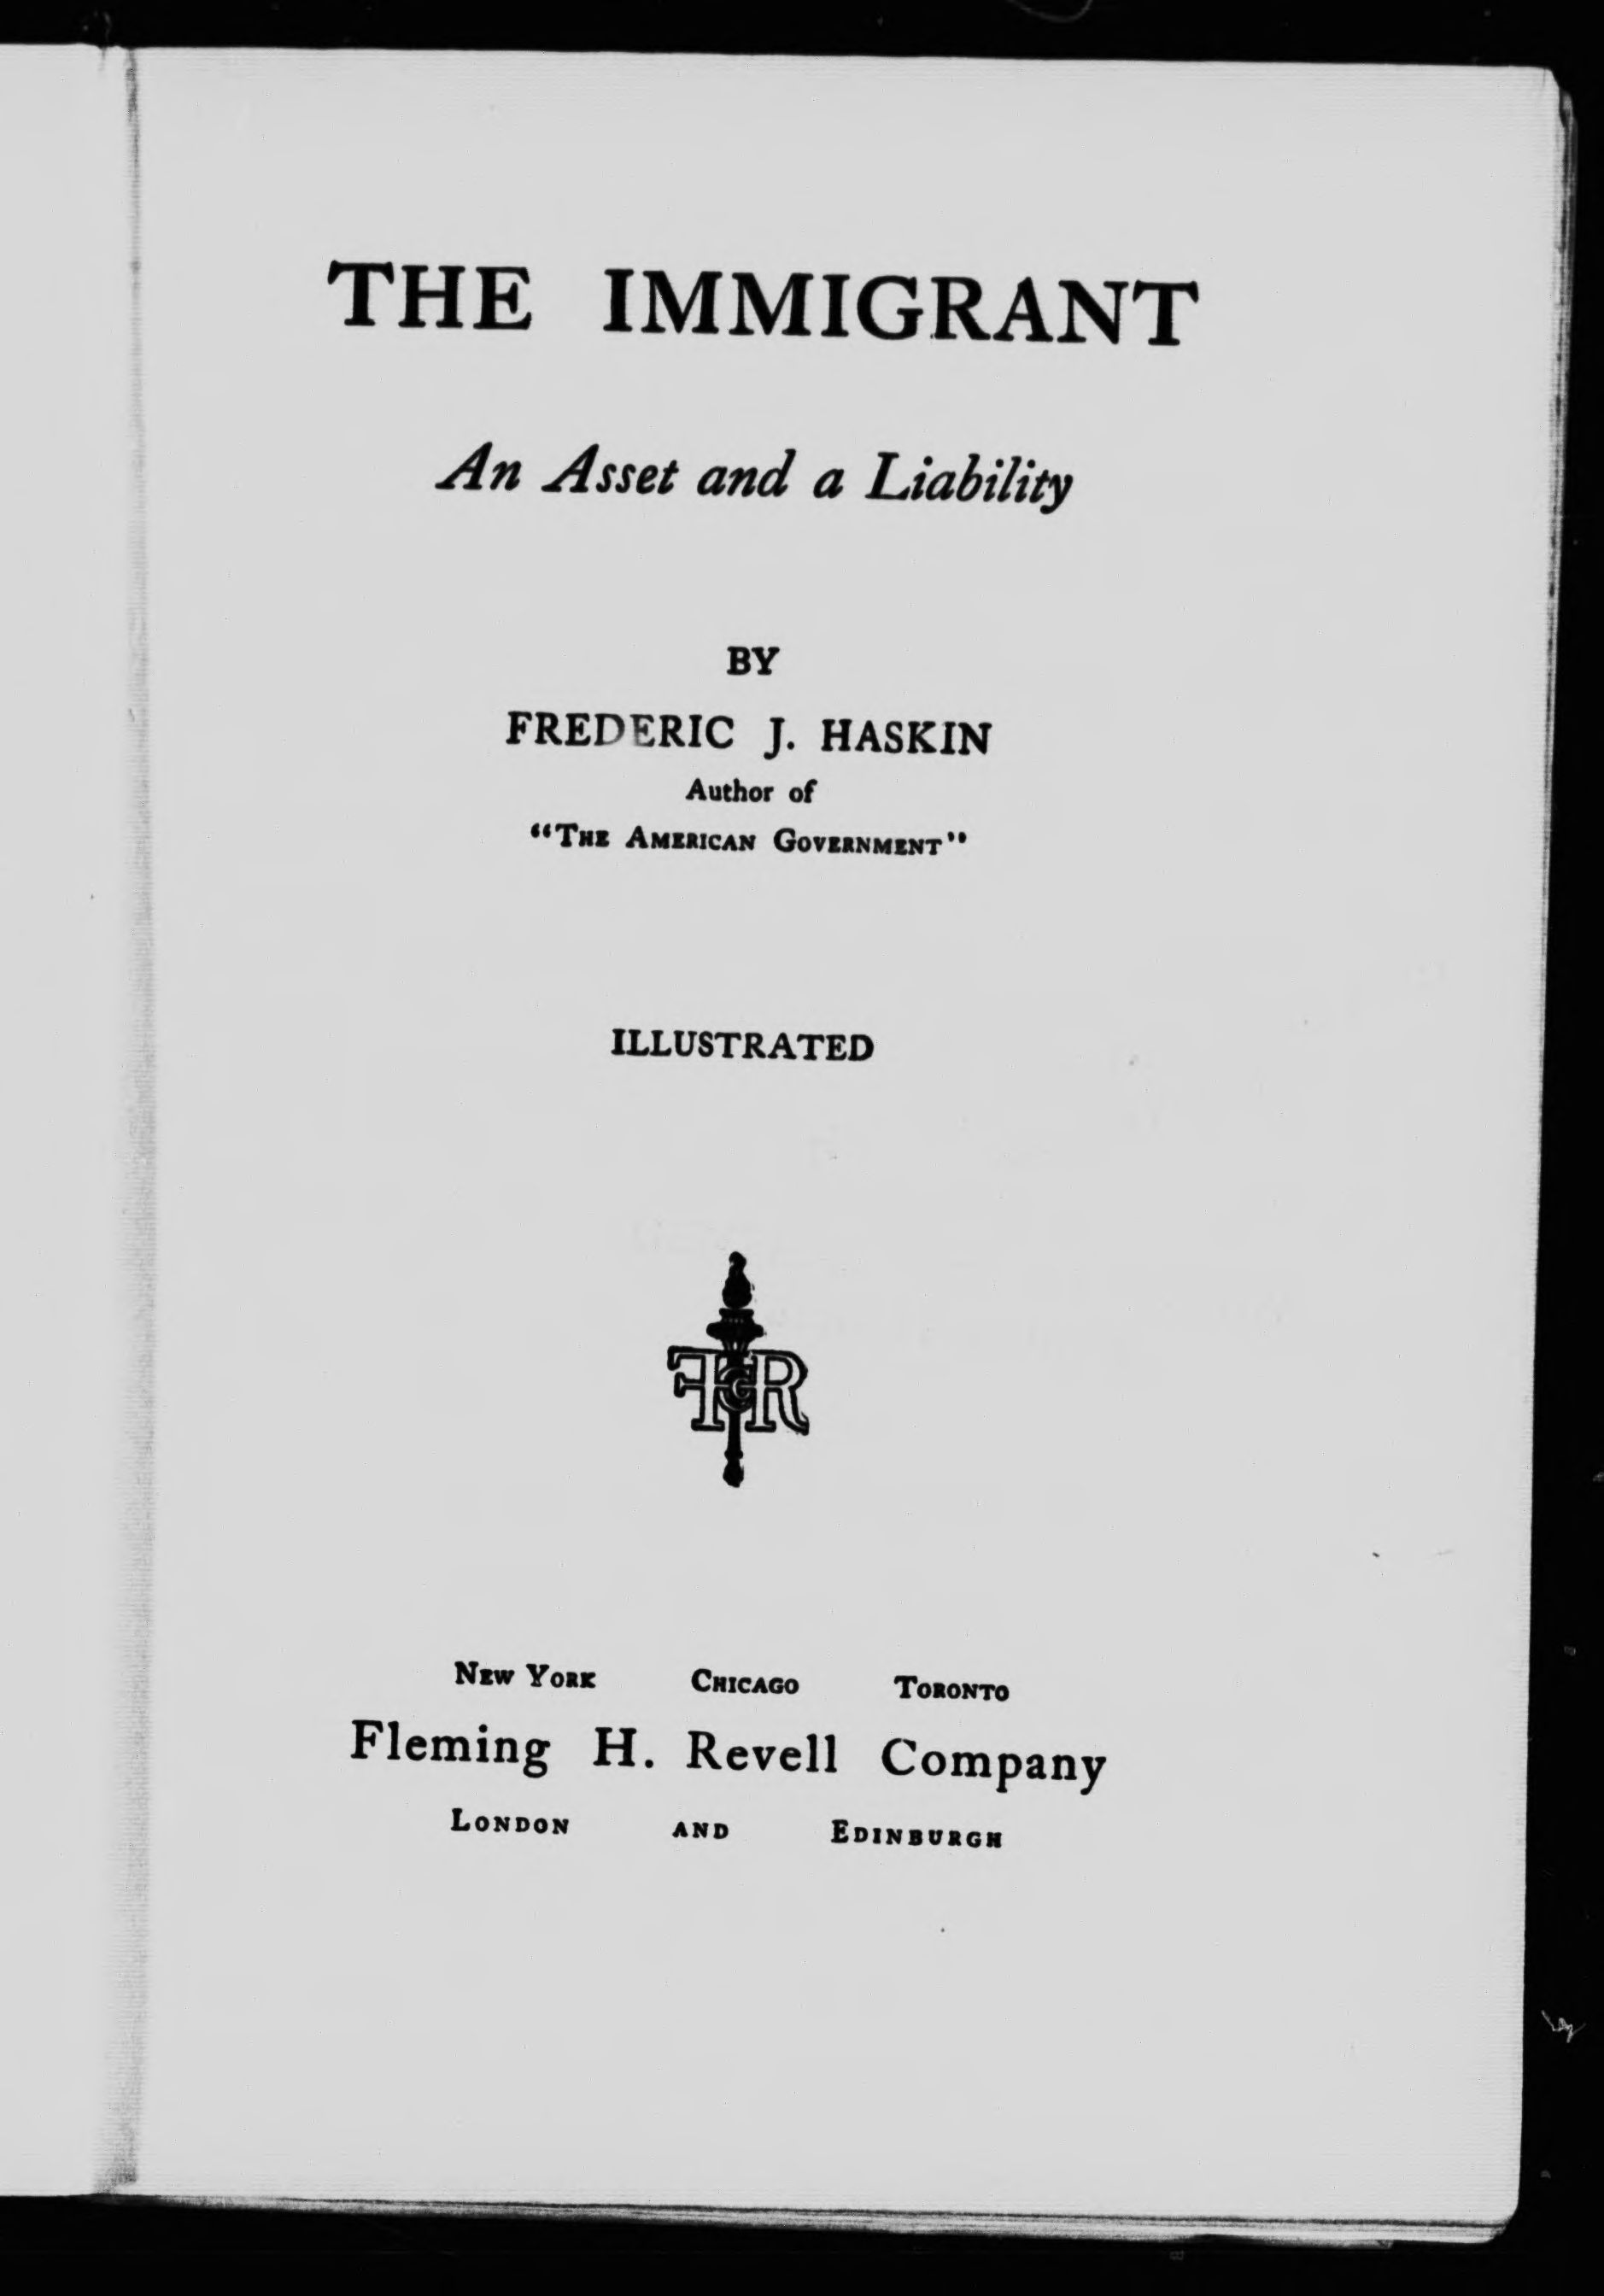 THE IMMIGRANT
An Asset and a Liability
BY
FREDERIC J. HASKIN
Author of
"THE AMERICAN GOVERNMENT"
ILLUSTRATED
NEW YORK CHICAGO TORONTO
Fleming H. Revell Company
LONDON AND EDINBURGH